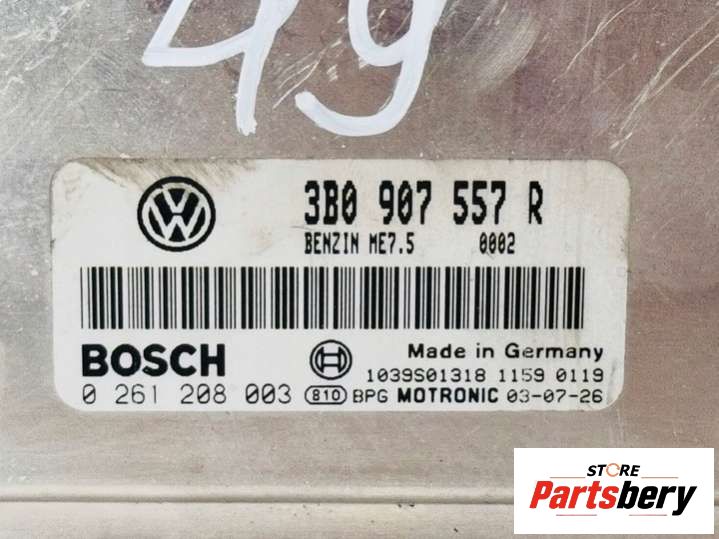 49
3B0 907 557 R
BENZIN ME7.5 0002
BOSCH
Made in Germany
1039S01318 1159 0119
0 261 208 003 810 BPG MOTRONIC 03-07-26
STORE
Partsbery